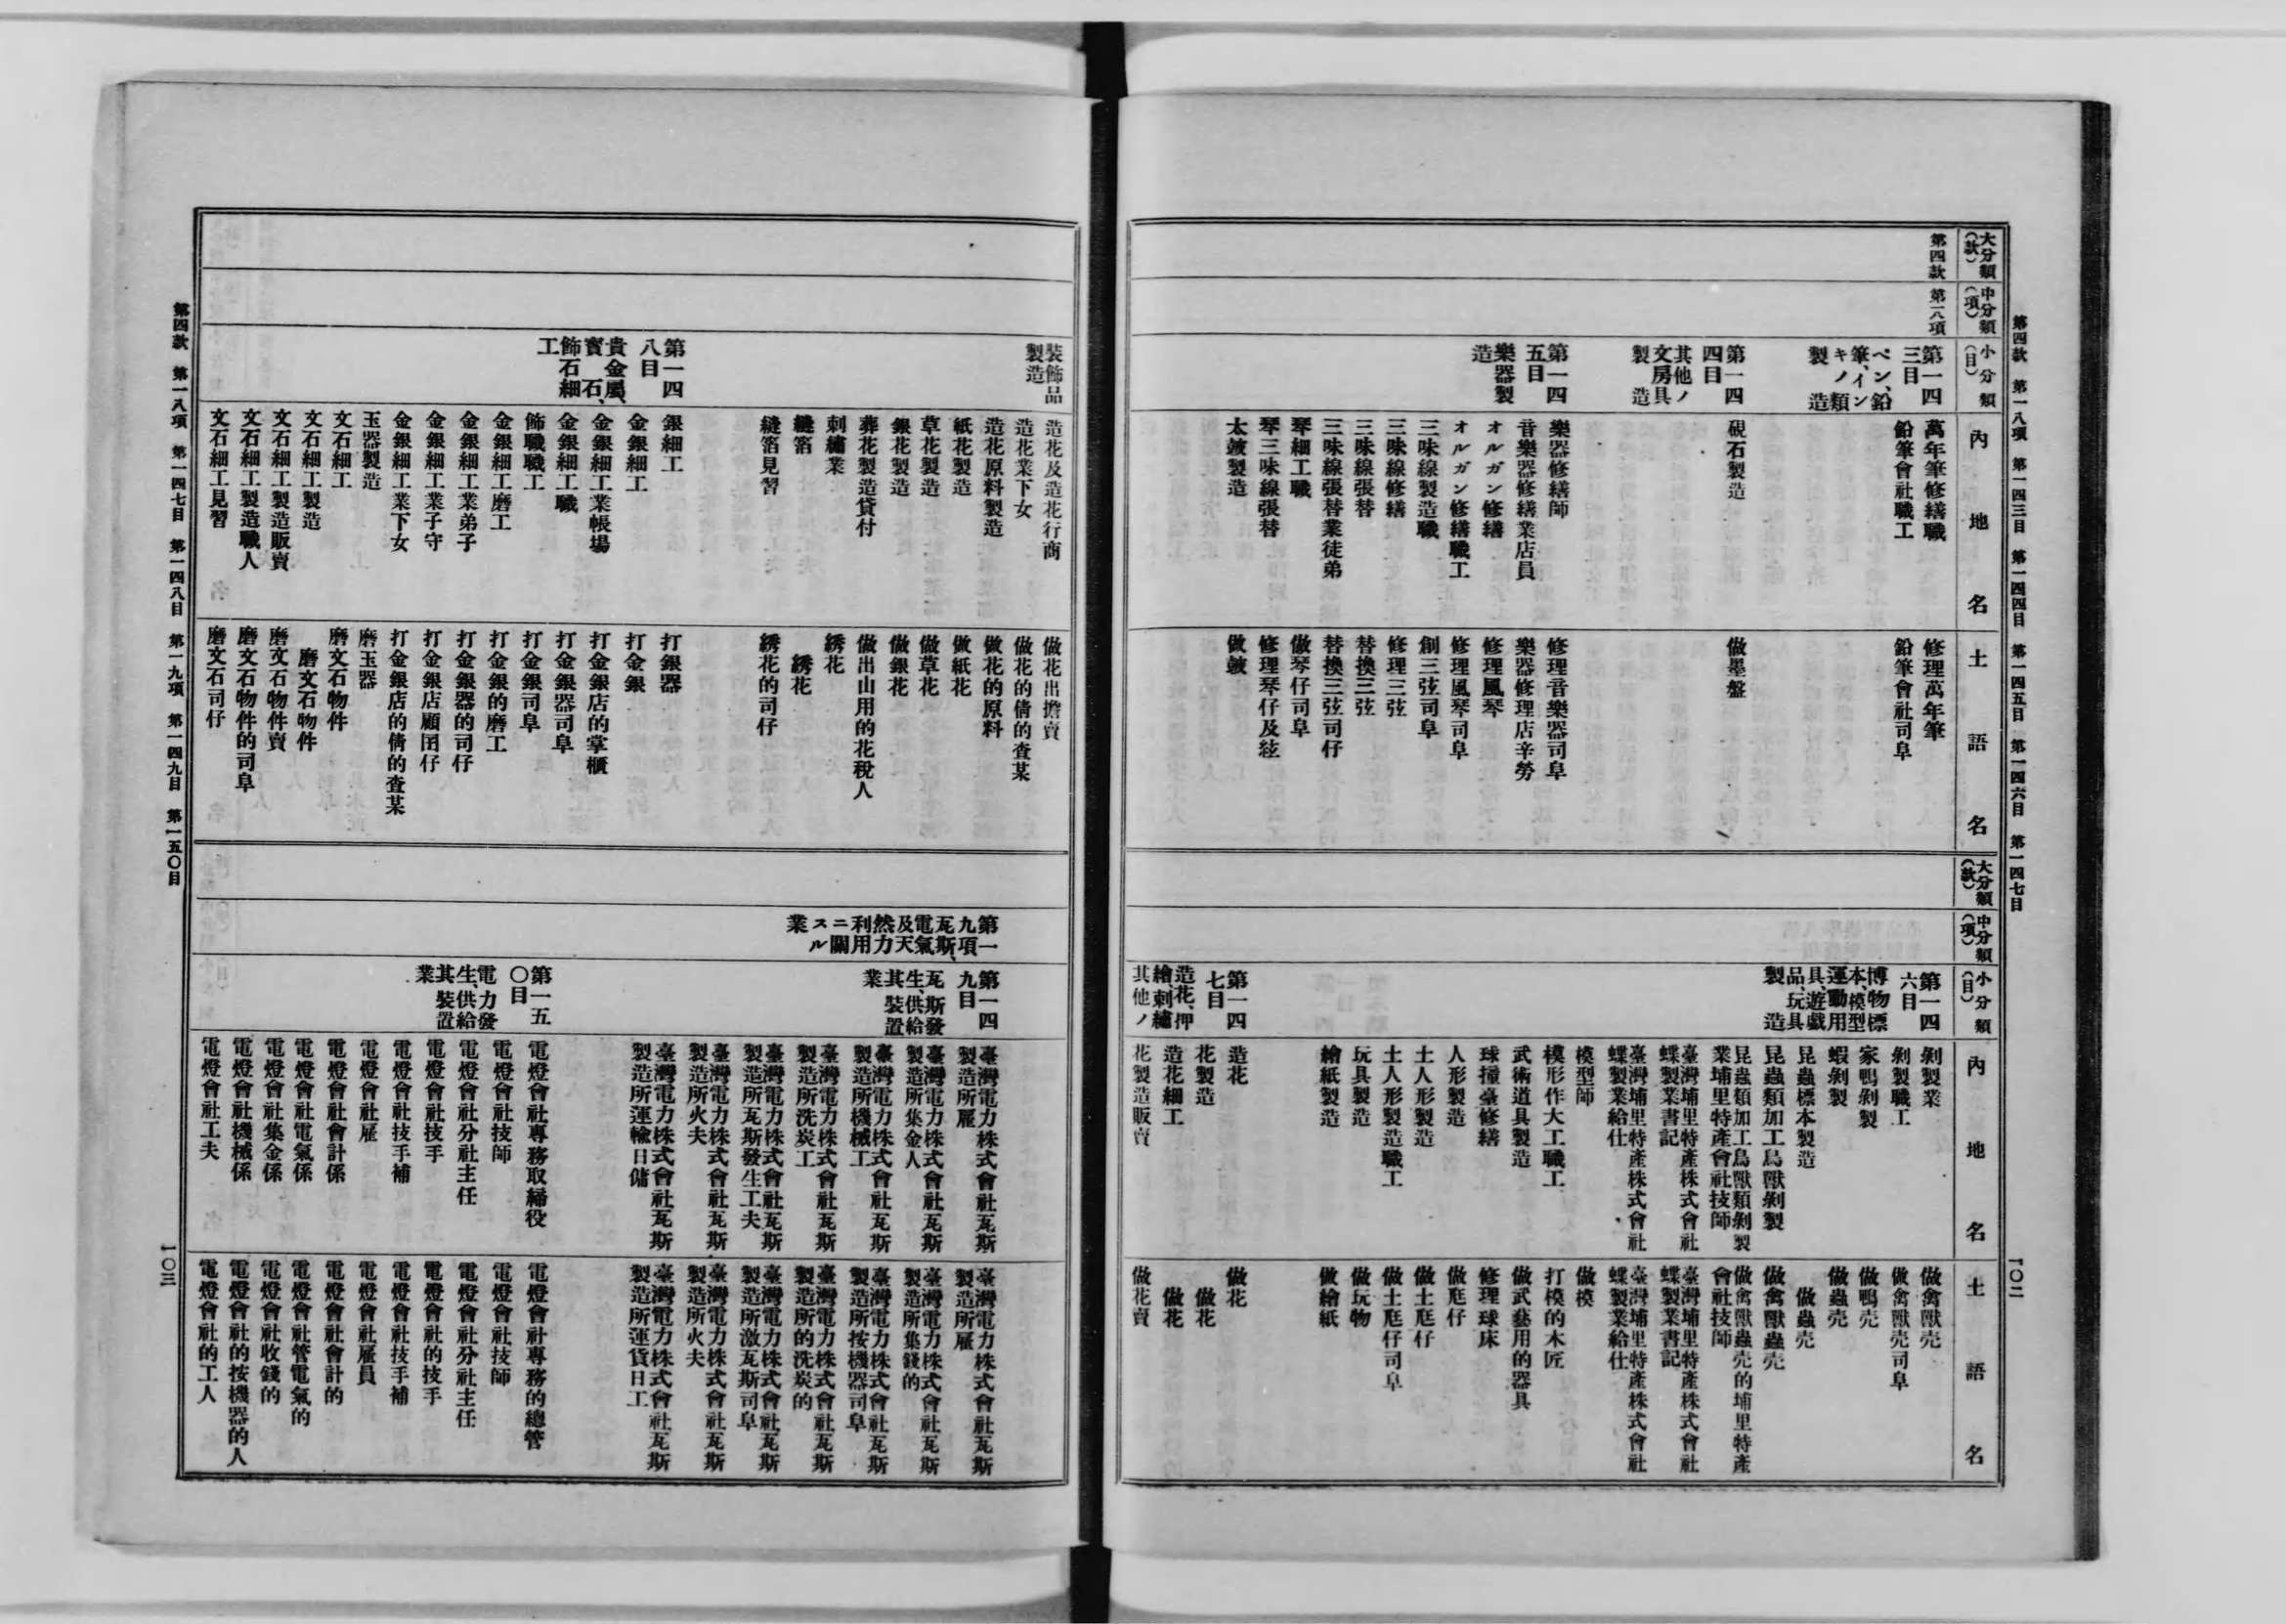 第四款 第一八項 第一四三目 第一四四目 第一四五目 第一四六目 第一四七目
一〇二
大分類(款)
中分類(項)
小分類(目)
內地名
土語名
第四款
第一八項
第一四三目
ペン、鉛筆、インキノ類製造
萬年筆修繕職
修理萬年筆
鉛筆會社職工
鉛筆會社司阜
第一四四目
其他ノ文房具製造
硯石製造
做墨盤
第一四五目
樂器製造
樂器修繕師
修理音樂器司阜
音樂器修繕業店員
樂器修理店辛勞
オルガン修繕
修理風琴
オルガン修繕職工
修理風琴司阜
三味線製造職
創三弦司阜
三味線修繕
修理三弦
三味線張替
替換三弦
三味線張替業徒弟
替換三弦司仔
琴細工職
做琴仔司阜
琴三味線張替
修理琴仔及絃
太皷製造
做皷
大分類(款)
中分類(項)
小分類(目)
內地名
土語名
第一四六目
博物標本、模型運動用具、遊戲品、玩具製造
剝製業
做禽獸壳
剝製職工
做禽獸壳司阜
家鴨剝製
做鴨壳
蝦剝製
做蟲壳
昆蟲標本製造
做蟲壳
昆蟲類加工鳥獸剝製
做禽獸蟲壳
昆蟲類加工鳥獸類剝製業埔里特產會社技師
做禽獸蟲壳的埔里特產會社技師
臺灣埔里特產株式會社蝶製業書記
臺灣埔里特產株式會社蝶製業書記
臺灣埔里特產株式會社蝶製業給仕
臺灣埔里特產株式會社蝶製業給仕
模型師
做模
模形作大工職工
打模的木匠
武術道具製造
做武藝用的器具
球撞臺修繕
修理球床
人形製造
做尫仔
土人形製造
做土尫仔
土人形製造職工
做土尫仔司阜
玩具製造
做玩物
繪紙製造
做繪紙
第一四七目
造花、押繪、刺繡其他ノ
造花
做花
花製造
做花
造花細工
做花
花製造販賣
做花賣
裝飾品製造
造花及造花行商
做花出擔賣
造花業下女
做花的倩的查某
造花原料製造
做花的原料
紙花製造
做紙花
草花製造
做草花
銀花製造
做銀花
葬花製造貸付
做出山用的花稅人
刺繡業
綉花
縫箔
綉花
縫箔見習
綉花的司仔
第一四八目
貴金屬、寶石、飾石細工
銀細工
打銀器
金銀細工
打金銀
金銀細工業帳場
打金銀店的掌櫃
金銀細工職
打金銀器司阜
飾職職工
打金銀司阜
金銀細工磨工
打金銀的磨工
金銀細工業弟子
打金銀器的司仔
金銀細工業子守
打金銀店顧囝仔
金銀細工業下女
打金銀店的倩的查某
玉器製造
磨玉器
文石細工
磨文石物件
文石細工製造
磨文石物件
文石細工製造販賣
磨文石物件賣
文石細工製造職人
磨文石物件的司阜
文石細工見習
磨文石司仔
第一九項
瓦斯、電氣及天然力利用ニ關スル業
第一四九目
瓦斯發生、供給其裝置業
臺灣電力株式會社瓦斯製造所雇
臺灣電力株式會社瓦斯製造所雇
臺灣電力株式會社瓦斯製造所集金人
臺灣電力株式會社瓦斯製造所集錢的
臺灣電力株式會社瓦斯製造所機械工
臺灣電力株式會社瓦斯製造所按機器司阜
臺灣電力株式會社瓦斯製造所洗炭工
臺灣電力株式會社瓦斯製造所的洗炭的
臺灣電力株式會社瓦斯製造所瓦斯發生工夫
臺灣電力株式會社瓦斯製造所激瓦斯司阜
臺灣電力株式會社瓦斯製造所火夫
臺灣電力株式會社瓦斯製造所火夫
臺灣電力株式會社瓦斯製造所運輸日傭
臺灣電力株式會社瓦斯製造所運貨日工
第一五〇目
電力發生、供給其裝置業
電燈會社專務取締役
電燈會社專務的總管
電燈會社技師
電燈會社技師
電燈會社分社主任
電燈會社分社主任
電燈會社技手
電燈會社的技手
電燈會社技手補
電燈會社技手補
電燈會社雇
電燈會社雇員
電燈會社會計係
電燈會社會計的
電燈會社電氣係
電燈會社管電氣的
電燈會社集金係
電燈會社收錢的
電燈會社機械係
電燈會社的按機器的人
電燈會社工夫
電燈會社的工人
第四款 第一八項 第一四七目 第一四八目 第一九項 第一四九目 第一五〇目
一〇三